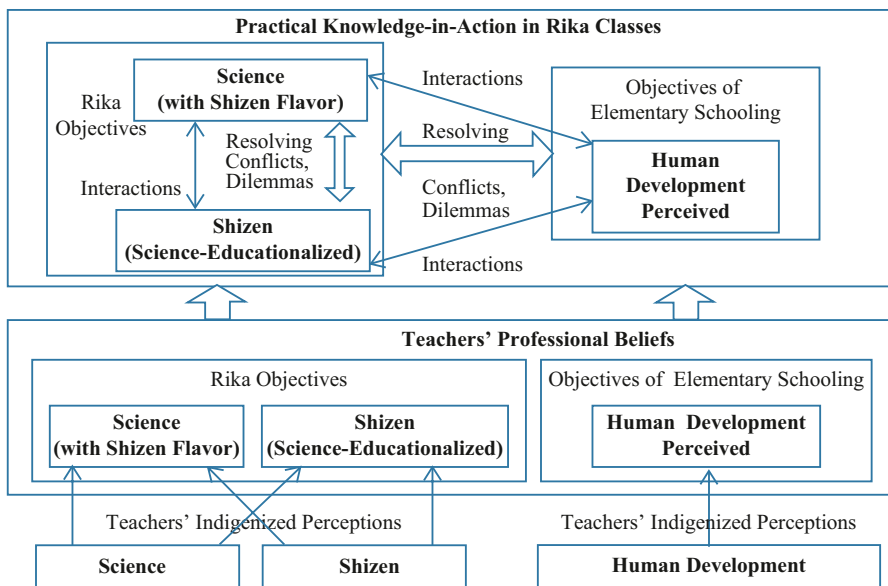 Practical Knowledge-in-Action in Rika Classes
Rika
Objectives
Science
(with Shizen Flavor)
Interactions
Resolving
Conflicts,
Dilemmas
Shizen
(Science-Educationalized)
Interactions
Resolving
Conflicts,
Dilemmas
Interactions
Objectives of
Elementary Schooling
Human
Development
Perceived
Teachers’ Professional Beliefs
Rika Objectives
Science
(with Shizen Flavor)
Shizen
(Science-Educationalized)
Objectives of Elementary Schooling
Human Development
Perceived
Teachers’ Indigenized Perceptions
Teachers’ Indigenized Perceptions
Science
Shizen
Human Development